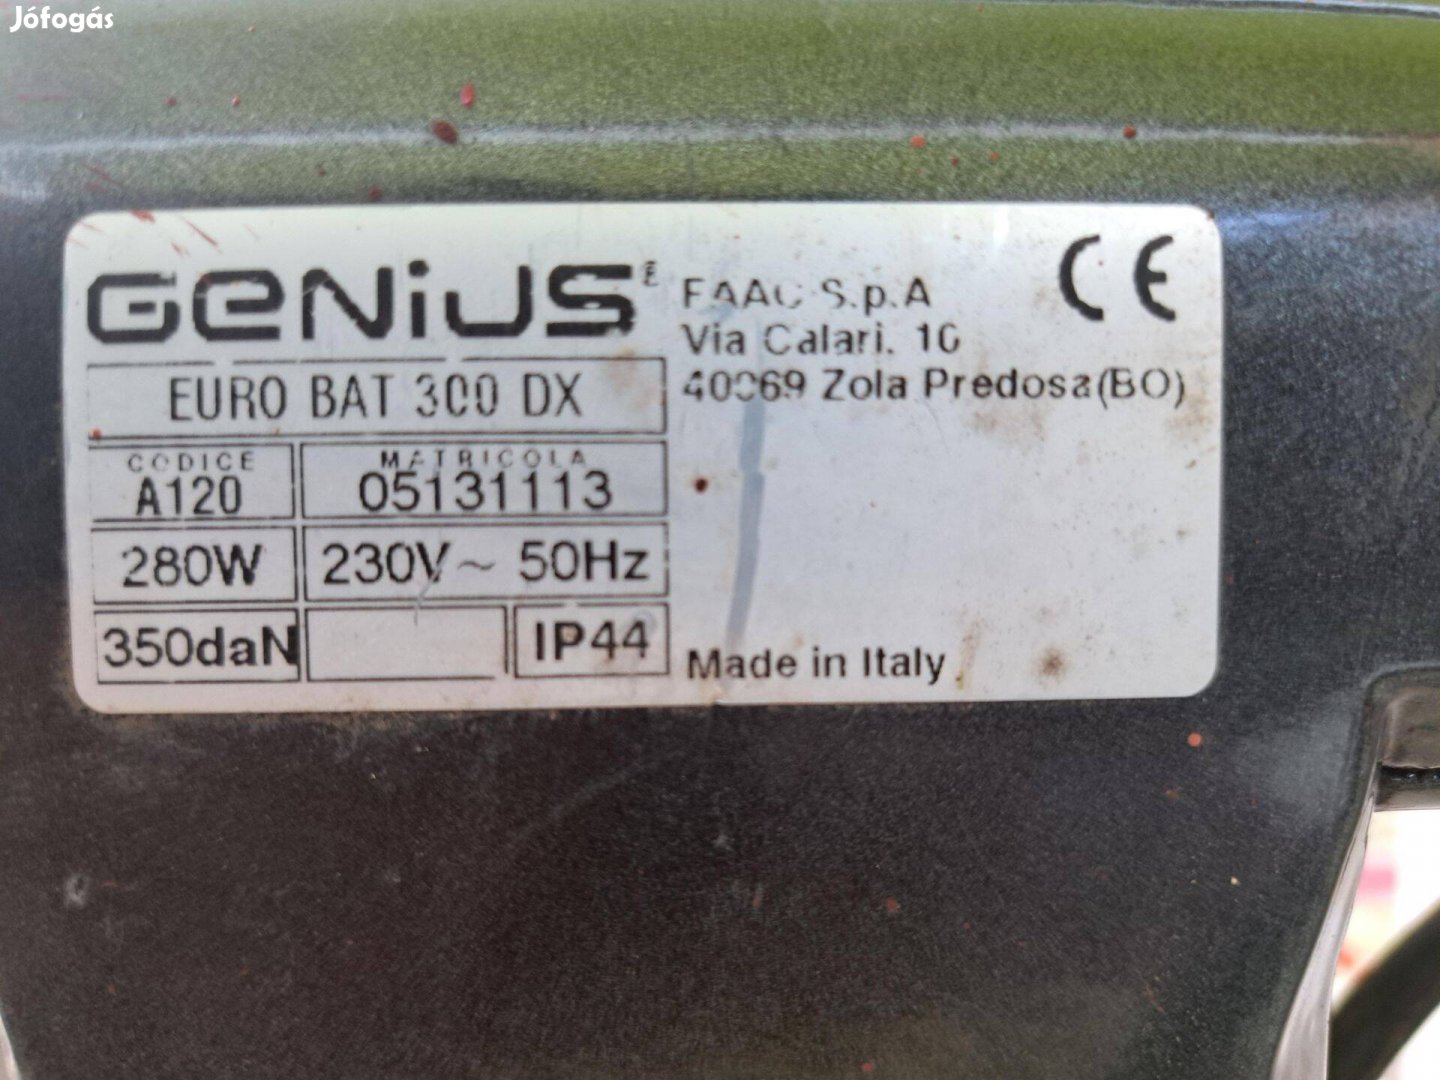 Jófogás
GeNiUS
FAAC S.p.A
Via Calari. 10
40069 Zola Predosa(BO)
CE
EURO BAT 300 DX
CODICE
A120
MATRICOLA
05131113
280W
230V~ 50Hz
350daN
IP44
Made in Italy